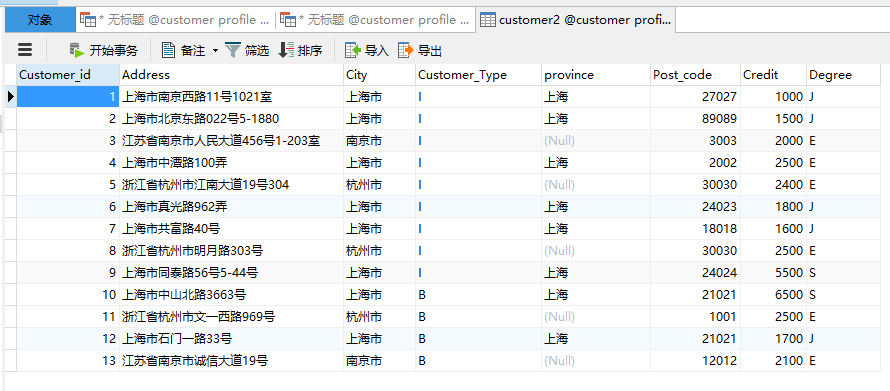 对象 * 无标题 @customer profile ... * 无标题 @customer profile ... customer2 @customer profi...
开始事务 备注 筛选 排序 导入 导出
Customer_id Address City Customer_Type province Post_code Credit Degree
1 上海市南京西路11号1021室 上海市 I 上海 27027 1000 J
2 上海市北京东路022号5-1880 上海市 I 上海 89089 1500 J
3 江苏省南京市人民大道456号1-203室 南京市 I (Null) 3003 2000 E
4 上海市中潭路100弄 上海市 I 上海 2002 2500 E
5 浙江省杭州市江南大道19号304 杭州市 I (Null) 30030 2400 E
6 上海市真光路962弄 上海市 I 上海 24023 1800 J
7 上海市共富路40号 上海市 I 上海 18018 1600 J
8 浙江省杭州市明月路303号 杭州市 I (Null) 30030 2500 E
9 上海市同泰路56号5-44号 上海市 I 上海 24024 5500 S
10 上海市中山北路3663号 上海市 B 上海 21021 6500 S
11 浙江省杭州市文一西路969号 杭州市 B (Null) 1001 2500 E
12 上海市石门一路33号 上海市 B 上海 21021 1700 J
13 江苏省南京市诚信大道19号 南京市 B (Null) 12012 2100 E